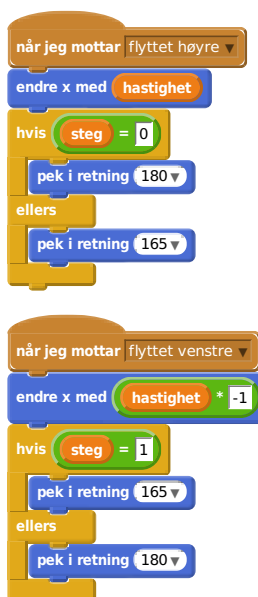 når jeg mottar flyttet høyre
endre x med hastighet
hvis steg = 0
pek i retning 180
ellers
pek i retning 165
når jeg mottar flyttet venstre
endre x med hastighet * -1
hvis steg = 1
pek i retning 165
ellers
pek i retning 180